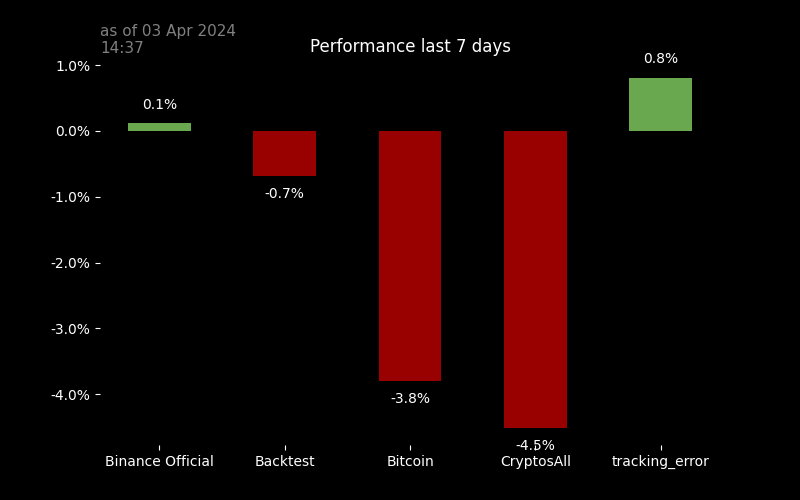 as of 03 Apr 2024
14:37
Performance last 7 days
1.0%
0.0%
-1.0%
-2.0%
-3.0%
-4.0%
0.1%
-0.7%
-3.8%
-4.5%
0.8%
Binance Official
Backtest
Bitcoin
CryptosAll
tracking_error